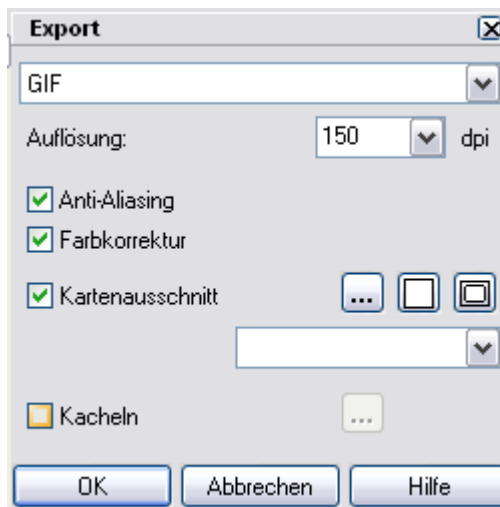 Export
GIF
Auflösung: 150 dpi
Anti-Aliasing
Farbkorrektur
Kartenausschnitt ...
Kacheln ...
OK Abbrechen Hilfe